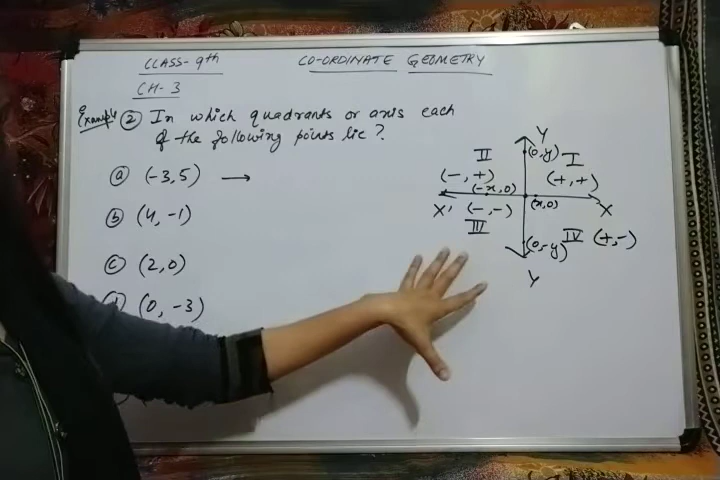 CLASS- 9th
CO-ORDINATE GEOMETRY
CH- 3
Example ② In which quadrants or axis each
of the following points lie ?
ⓐ (-3,5) →
ⓑ (4, -1)
ⓒ (2,0)
ⓓ (0, -3)
Y
(0,y)
II
I
(-,+)
(+,+)
(-x,0)
X'
(-,-)
(x,0)
X
III
(0,-y)
IV (+,-)
Y